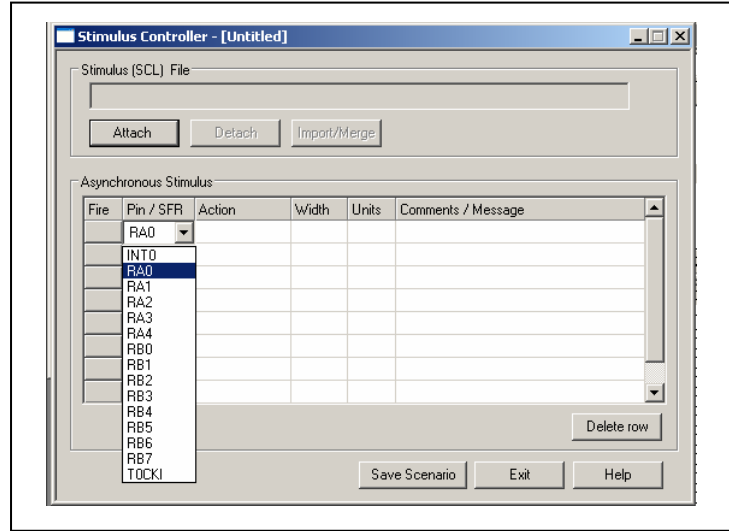 Stimulus Controller - [Untitled]
Stimulus (SCL) File
Attach Detach Import/Merge
Asynchronous Stimulus
Fire Pin / SFR Action Width Units Comments / Message
RA0
INT0
RA0
RA1
RA2
RA3
RA4
RB0
RB1
RB2
RB3
RB4
RB5
RB6
RB7
T0CKI
Delete row
Save Scenario Exit Help